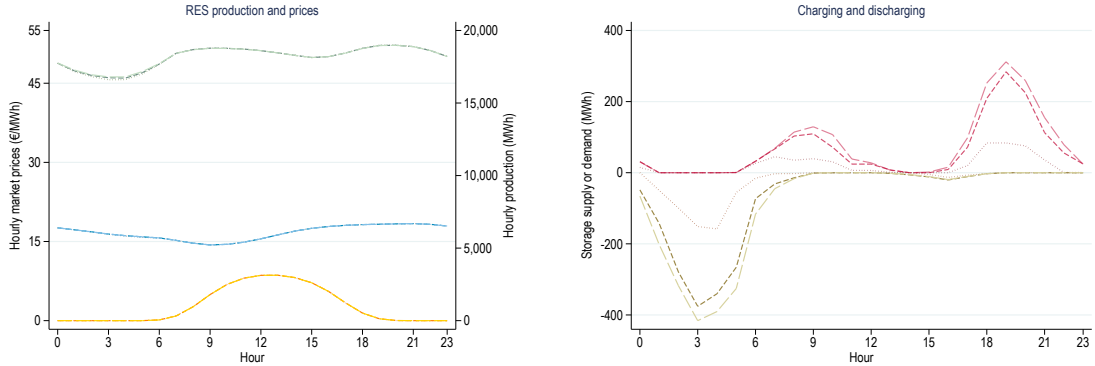 RES production and prices
55
45
30
15
0
Hourly market prices (€/MWh)
20,000
15,000
10,000
5,000
0
Hourly production (MWh)
0 3 6 9 12 15 18 21 23
Hour
Charging and discharging
400
200
0
-200
-400
Storage supply or demand (MWh)
0 3 6 9 12 15 18 21 23
Hour